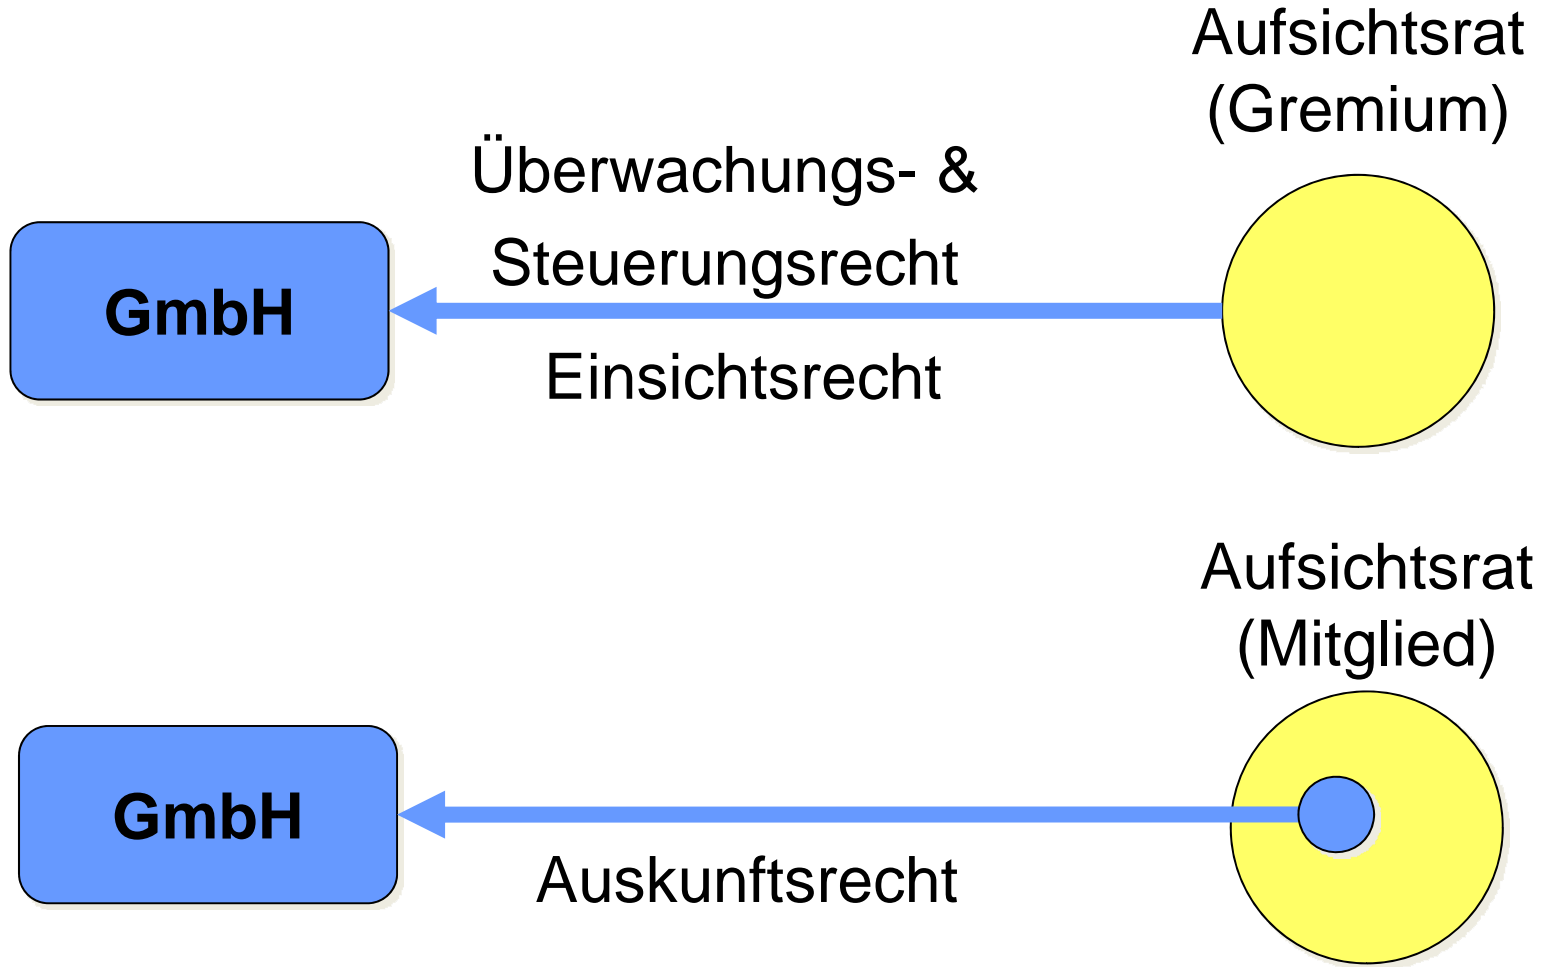 Aufsichtsrat
(Gremium)
Überwachungs- &
Steuerungsrecht
GmbH
Einsichtsrecht
Aufsichtsrat
(Mitglied)
GmbH
Auskunftsrecht